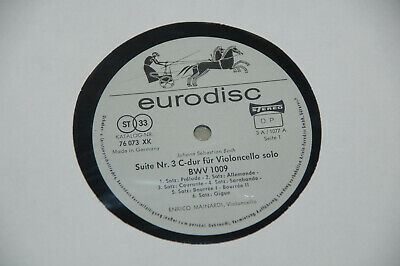 eurodisc
ST 33
STEREO
KATALOG-NR.
76 073 XK
Made in Germany
D P
S A / 1077 A
Seite 1
Johann Sebastian Bach
Suite Nr. 3 C-dur für Violoncello solo
BWV 1009
1. Satz: Prélude - 2. Satz: Allemande -
3. Satz: Courante - 4. Satz: Sarabande -
5. Satz: Bourrée I - Bourrée II
6. Satz: Gigue
ENRICO MAINARDI, Violoncello